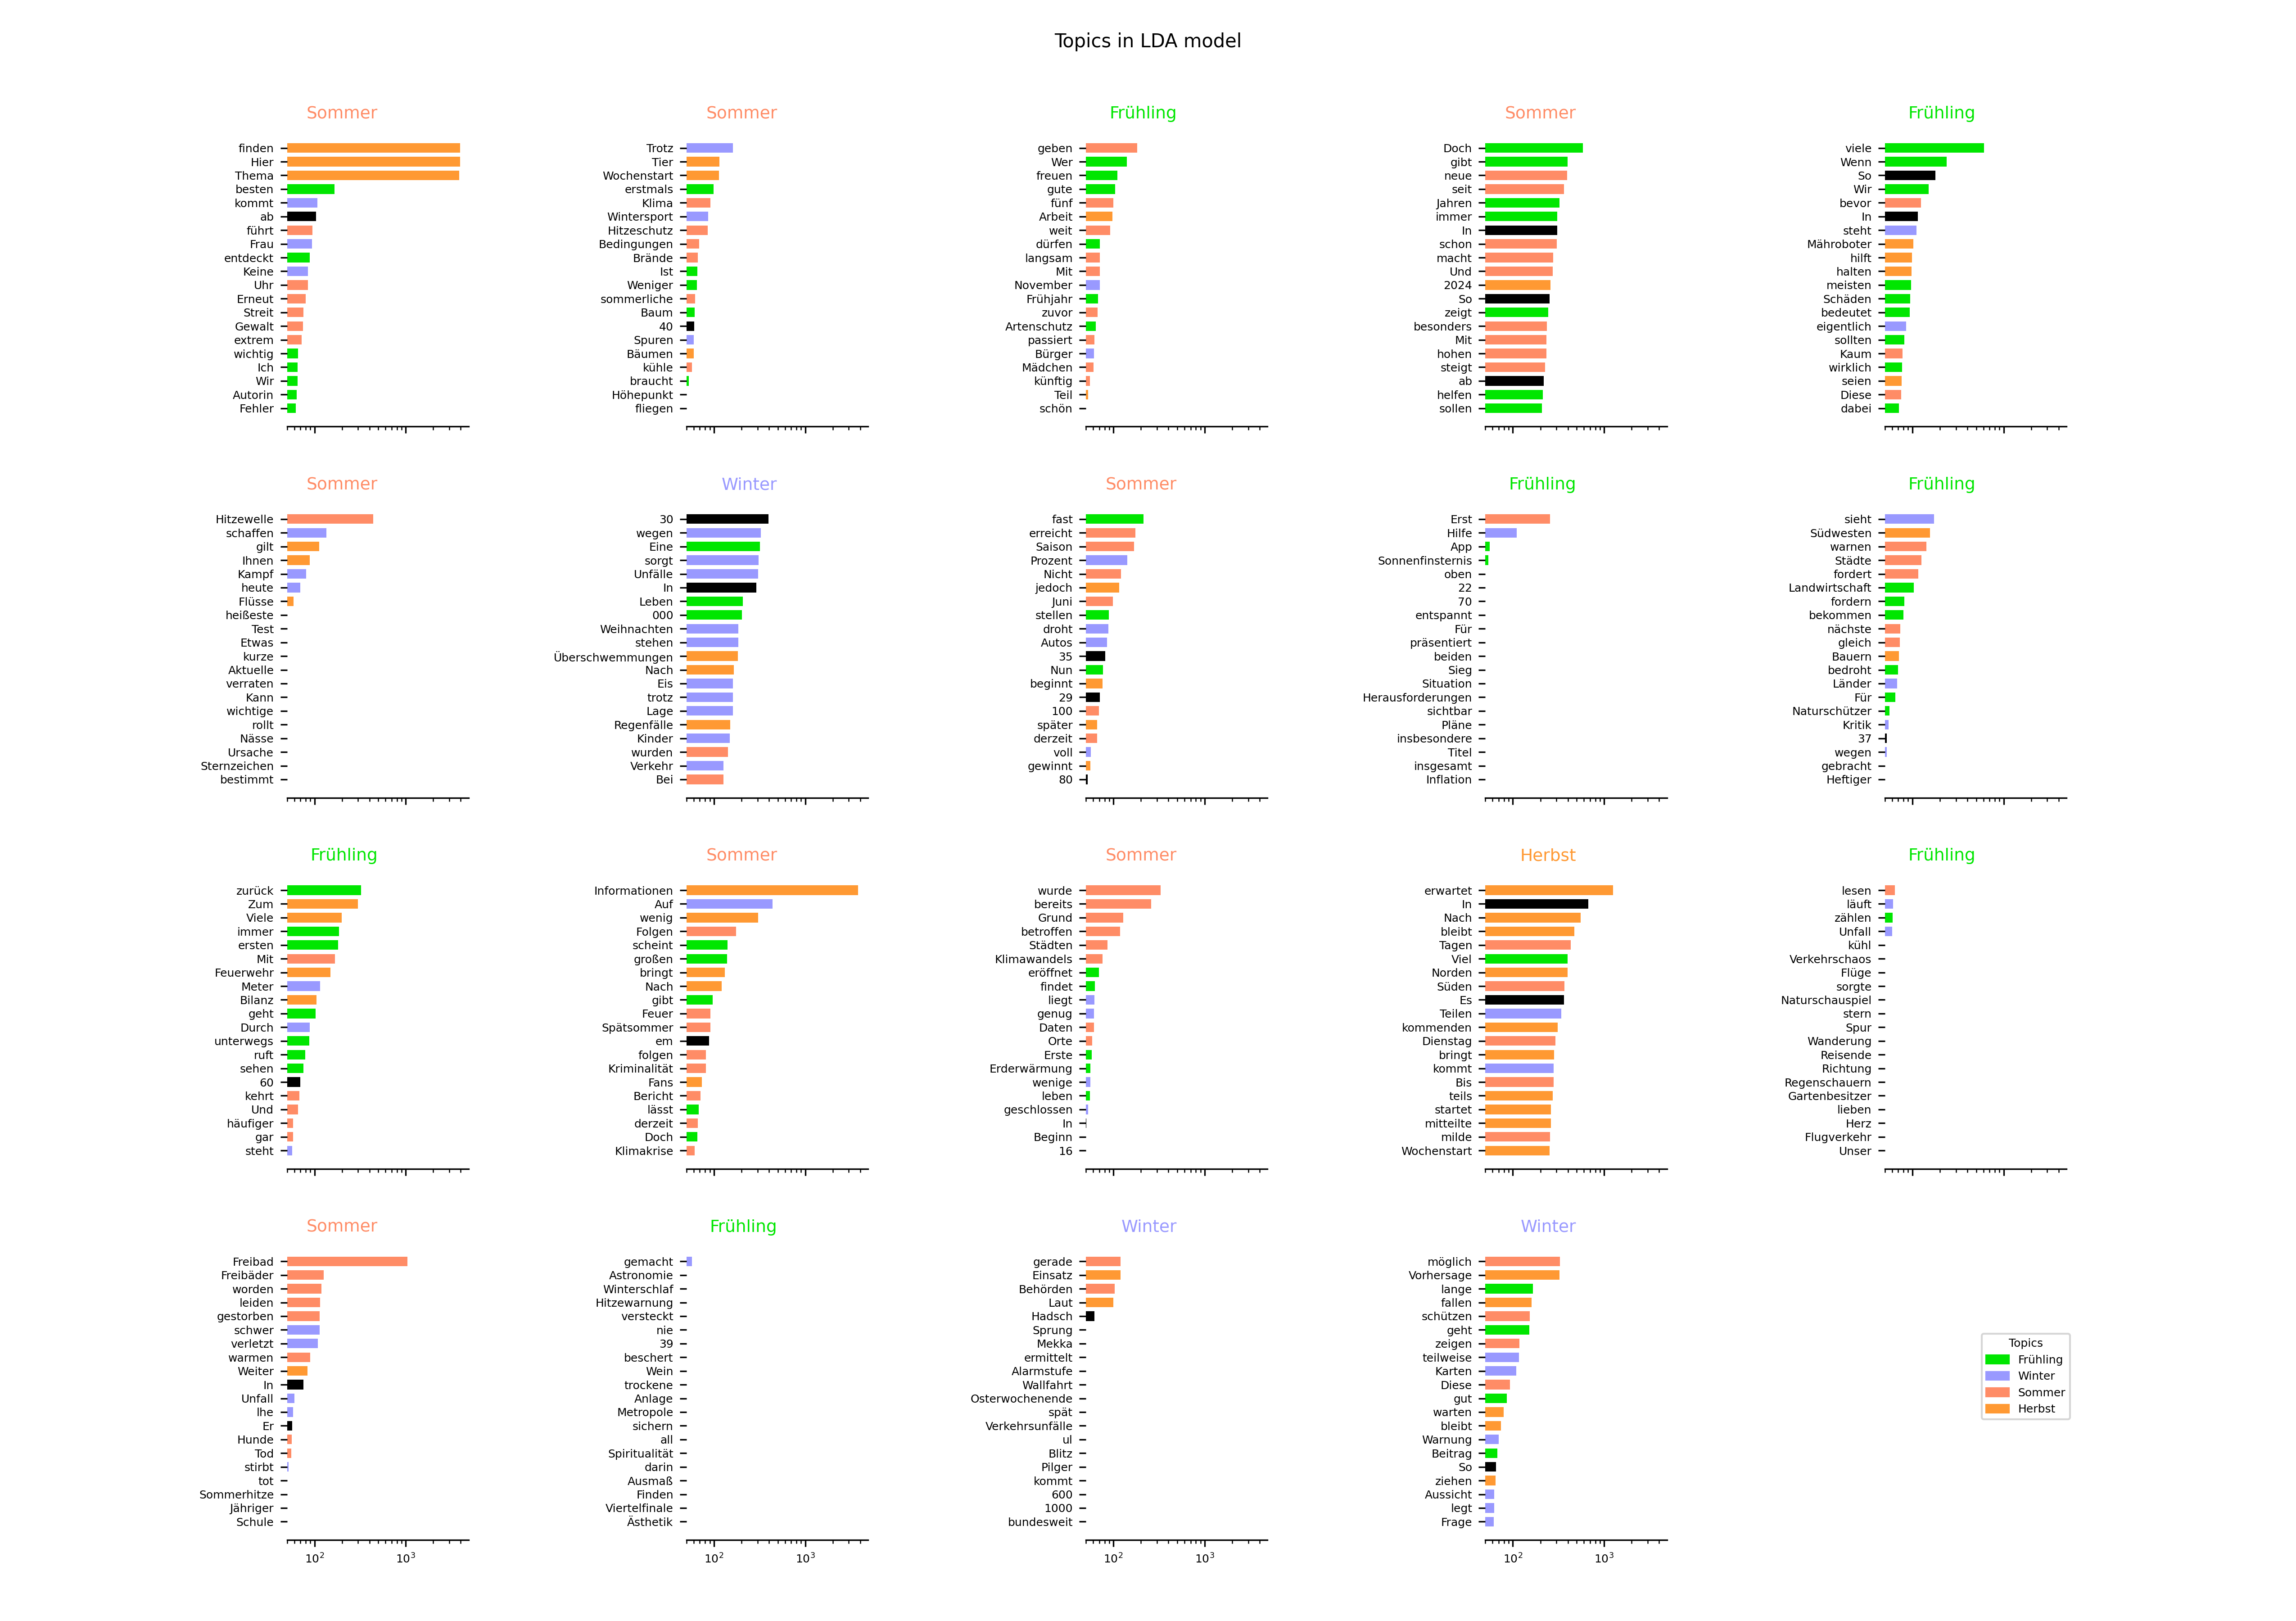 Topics in LDA model
Sommer
finden
Hier
Thema
besten
kommt
ab
führt
Frau
entdeckt
Keine
Uhr
Erneut
Streit
Gewalt
extrem
wichtig
Ich
Wir
Autorin
Fehler
Sommer
Trotz
Tier
Wochenstart
erstmals
Klima
Wintersport
Hitzeschutz
Bedingungen
Brände
Ist
Weniger
sommerliche
Baum
40
Spuren
Bäumen
kühle
braucht
Höhepunkt
fliegen
Frühling
geben
Wer
freuen
gute
fünf
Arbeit
weit
dürfen
langsam
Mit
November
Frühjahr
zuvor
Artenschutz
passiert
Bürger
Mädchen
künftig
Teil
schön
Sommer
Doch
gibt
neue
seit
Jahren
immer
In
schon
macht
Und
2024
So
zeigt
besonders
Mit
hohen
steigt
ab
helfen
sollen
Frühling
viele
Wenn
So
Wir
bevor
In
steht
Mähroboter
hilft
halten
meisten
Schäden
bedeutet
eigentlich
sollten
Kaum
wirklich
seien
Diese
dabei
Sommer
Hitzewelle
schaffen
gilt
Ihnen
Kampf
heute
Flüsse
heißeste
Test
Etwas
kurze
Aktuelle
verraten
Kann
wichtige
rollt
Nässe
Ursache
Sternzeichen
bestimmt
Winter
30
wegen
Eine
sorgt
Unfälle
In
Leben
000
Weihnachten
stehen
Überschwemmungen
Nach
Eis
trotz
Lage
Regenfälle
Kinder
wurden
Verkehr
Bei
Sommer
fast
erreicht
Saison
Prozent
Nicht
jedoch
Juni
stellen
droht
Autos
35
Nun
beginnt
29
100
später
derzeit
voll
gewinnt
80
Frühling
Erst
Hilfe
App
Sonnenfinsternis
oben
22
70
entspannt
Für
präsentiert
beiden
Sieg
Situation
Herausforderungen
sichtbar
Pläne
insbesondere
Titel
insgesamt
Inflation
Frühling
sieht
Südwesten
warnen
Städte
fordert
Landwirtschaft
fordern
bekommen
nächste
gleich
Bauern
bedroht
Länder
Für
Naturschützer
Kritik
37
wegen
gebracht
Heftiger
Frühling
zurück
Zum
Viele
immer
ersten
Mit
Feuerwehr
Meter
Bilanz
geht
Durch
unterwegs
ruft
sehen
60
kehrt
Und
häufiger
gar
steht
Sommer
Informationen
Auf
wenig
Folgen
scheint
großen
bringt
Nach
gibt
Feuer
Spätsommer
em
folgen
Kriminalität
Fans
Bericht
lässt
derzeit
Doch
Klimakrise
Sommer
wurde
bereits
Grund
betroffen
Städten
Klimawandels
eröffnet
findet
liegt
genug
Daten
Orte
Erste
Erderwärmung
wenige
leben
geschlossen
In
Beginn
16
Herbst
erwartet
In
Nach
bleibt
Tagen
Viel
Norden
Süden
Es
Teilen
kommenden
Dienstag
bringt
kommt
Bis
teils
startet
mitteilte
milde
Wochenstart
Frühling
lesen
läuft
zählen
Unfall
kühl
Verkehrschaos
Flüge
sorgte
Naturschauspiel
stern
Spur
Wanderung
Reisende
Richtung
Regenschauern
Gartenbesitzer
lieben
Herz
Flugverkehr
Unser
Sommer
Freibad
Freibäder
worden
leiden
gestorben
schwer
verletzt
warmen
Weiter
In
Unfall
Ihe
Er
Hunde
Tod
stirbt
tot
Sommerhitze
Jähriger
Schule
10² 10³
Frühling
gemacht
Astronomie
Winterschlaf
Hitzewarnung
versteckt
nie
39
beschert
Wein
trockene
Anlage
Metropole
sichern
all
Spiritualität
darin
Ausmaß
Finden
Viertelfinale
Ästhetik
10² 10³
Winter
gerade
Einsatz
Behörden
Laut
Hadsch
Sprung
Mekka
ermittelt
Alarmstufe
Wallfahrt
Osterwochenende
spät
Verkehrsunfälle
ul
Blitz
Pilger
kommt
600
1000
bundesweit
10² 10³
Winter
möglich
Vorhersage
lange
fallen
schützen
geht
zeigen
teilweise
Karten
Diese
gut
warten
bleibt
Warnung
Beitrag
So
ziehen
Aussicht
legt
Frage
10² 10³
Topics
Frühling
Winter
Sommer
Herbst